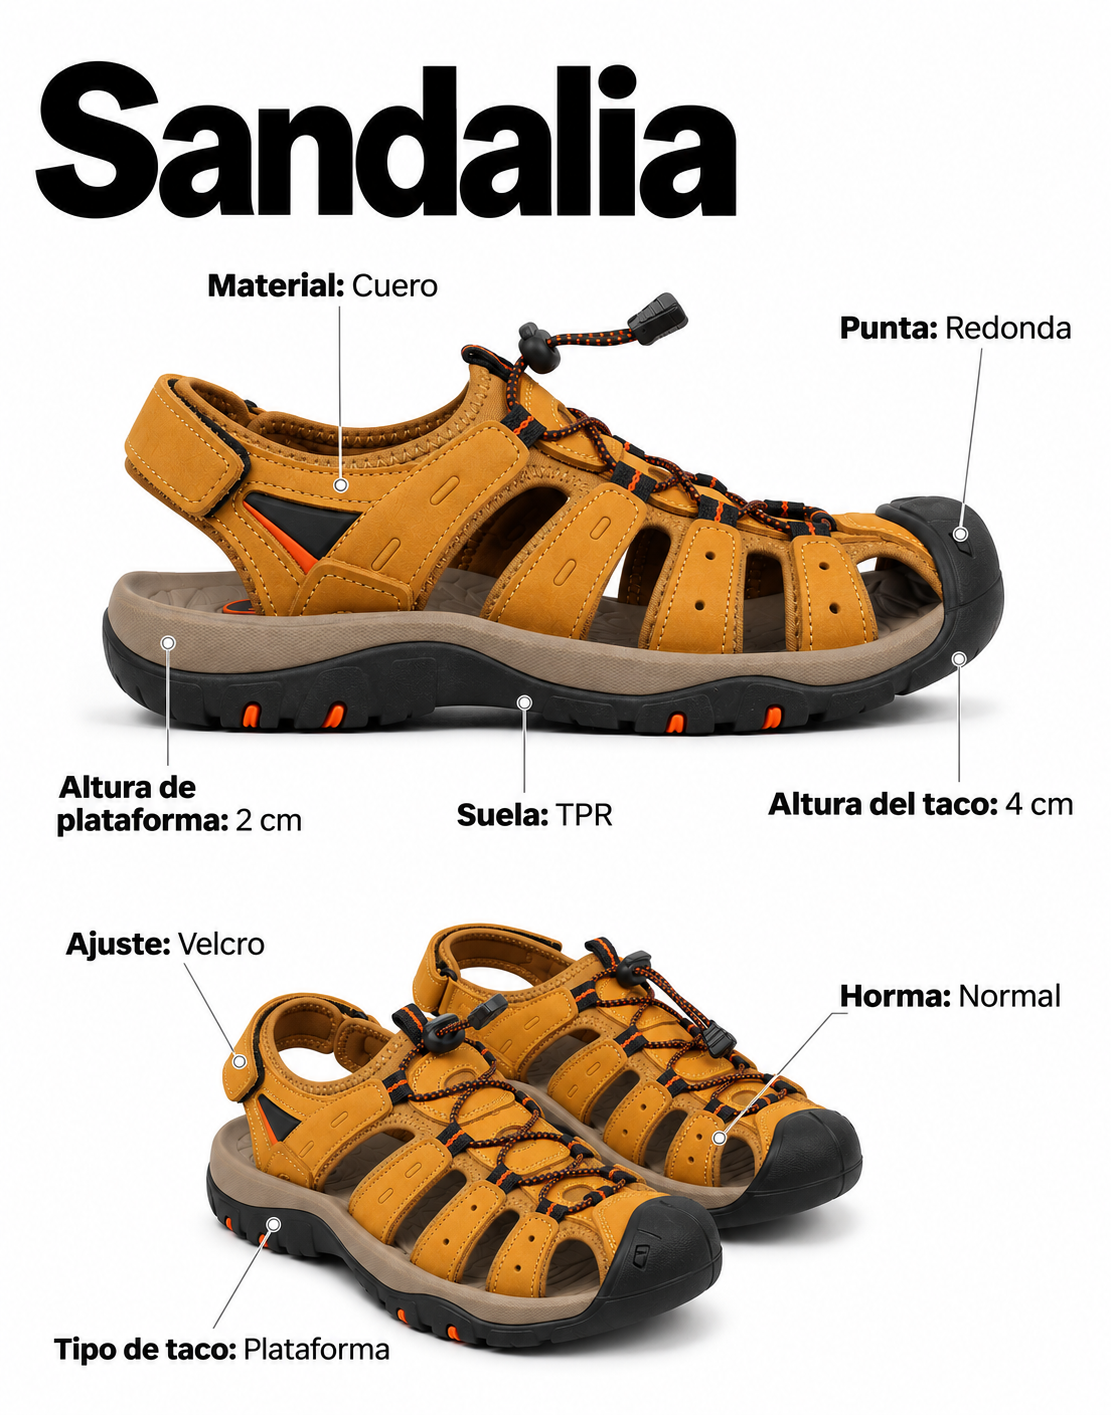 Sandalia
Material: Cuero
Punta: Redonda
Altura de
plataforma: 2 cm
Suela: TPR
Altura del taco: 4 cm
Ajuste: Velcro
Horma: Normal
Tipo de taco: Plataforma